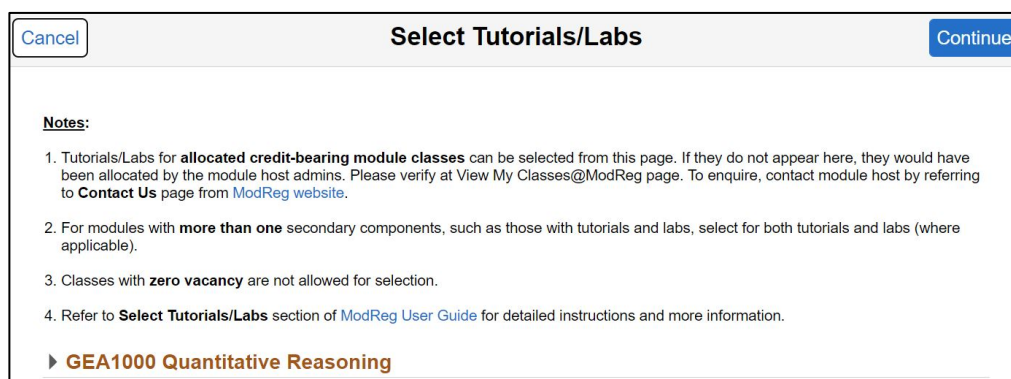 Cancel
Select Tutorials/Labs
Continue
Notes:
1. Tutorials/Labs for allocated credit-bearing module classes can be selected from this page. If they do not appear here, they would have
been allocated by the module host admins. Please verify at View My Classes@ModReg page. To enquire, contact module host by referring
to Contact Us page from ModReg website.
2. For modules with more than one secondary components, such as those with tutorials and labs, select for both tutorials and labs (where
applicable).
3. Classes with zero vacancy are not allowed for selection.
4. Refer to Select Tutorials/Labs section of ModReg User Guide for detailed instructions and more information.
GEA1000 Quantitative Reasoning